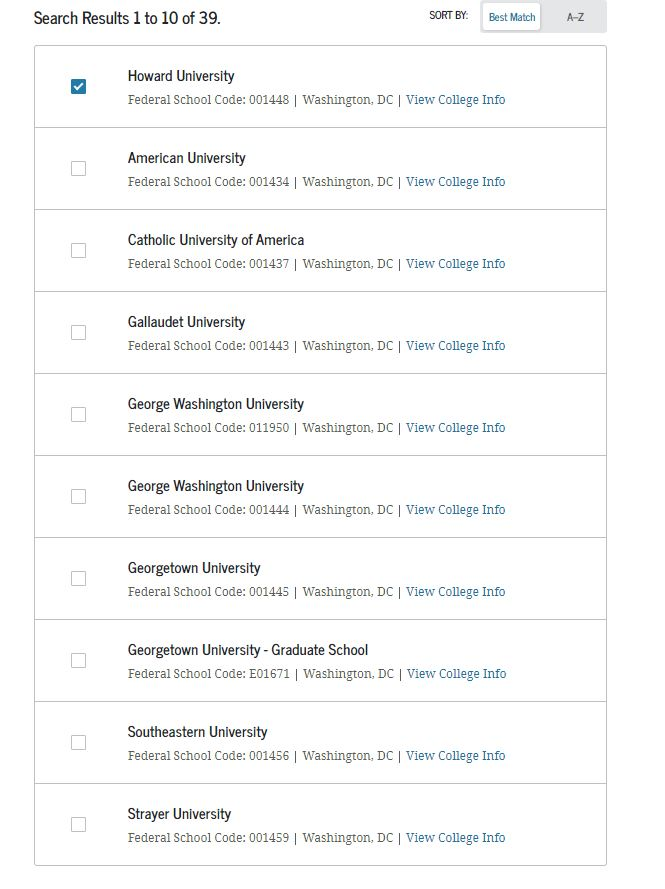 Search Results 1 to 10 of 39.
SORT BY: Best Match A–Z
Howard University
Federal School Code: 001448 | Washington, DC | View College Info
American University
Federal School Code: 001434 | Washington, DC | View College Info
Catholic University of America
Federal School Code: 001437 | Washington, DC | View College Info
Gallaudet University
Federal School Code: 001443 | Washington, DC | View College Info
George Washington University
Federal School Code: 011950 | Washington, DC | View College Info
George Washington University
Federal School Code: 001444 | Washington, DC | View College Info
Georgetown University
Federal School Code: 001445 | Washington, DC | View College Info
Georgetown University - Graduate School
Federal School Code: E01671 | Washington, DC | View College Info
Southeastern University
Federal School Code: 001456 | Washington, DC | View College Info
Strayer University
Federal School Code: 001459 | Washington, DC | View College Info